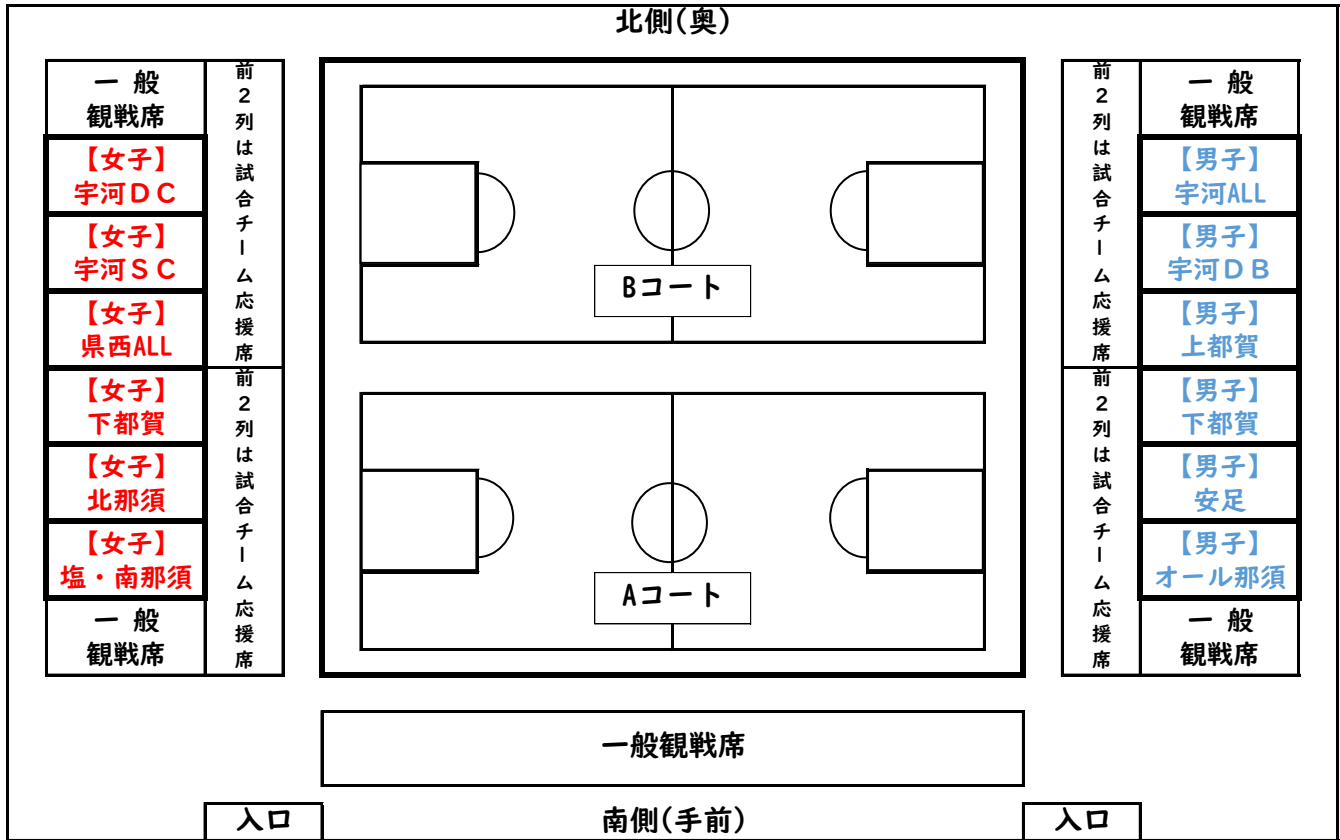 北側(奥)
一 般
観戦席
【女子】
宇河ＤＣ
【女子】
宇河ＳＣ
【女子】
県西ALL
【女子】
下都賀
【女子】
北那須
【女子】
塩・南那須
一 般
観戦席
前２列は試合チーム応援席
前２列は試合チーム応援席
Bコート
Aコート
前２列は試合チーム応援席
前２列は試合チーム応援席
一 般
観戦席
【男子】
宇河ALL
【男子】
宇河ＤＢ
【男子】
上都賀
【男子】
下都賀
【男子】
安足
【男子】
オール那須
一 般
観戦席
一般観戦席
入口
南側(手前)
入口